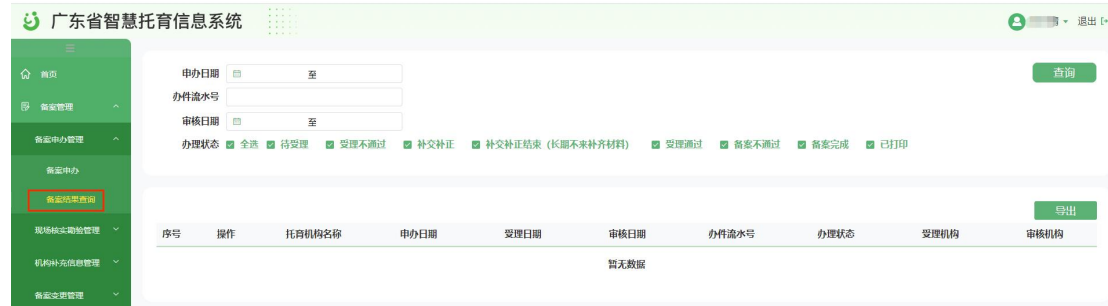 广东省智慧托育信息系统
退出
首页
备案管理
备案申办管理
备案申办
备案结果查询
现场核实勘验管理
机构补充信息管理
备案变更管理
申办日期 至
查询
办件流水号
审核日期 至
办理状态 全选 待受理 受理不通过 补交补正 补交补正结束（长期不来补齐材料） 受理通过 备案不通过 备案完成 已打印
导出
序号 操作 托育机构名称 申办日期 受理日期 审核日期 办件流水号 办理状态 受理机构 审核机构
暂无数据